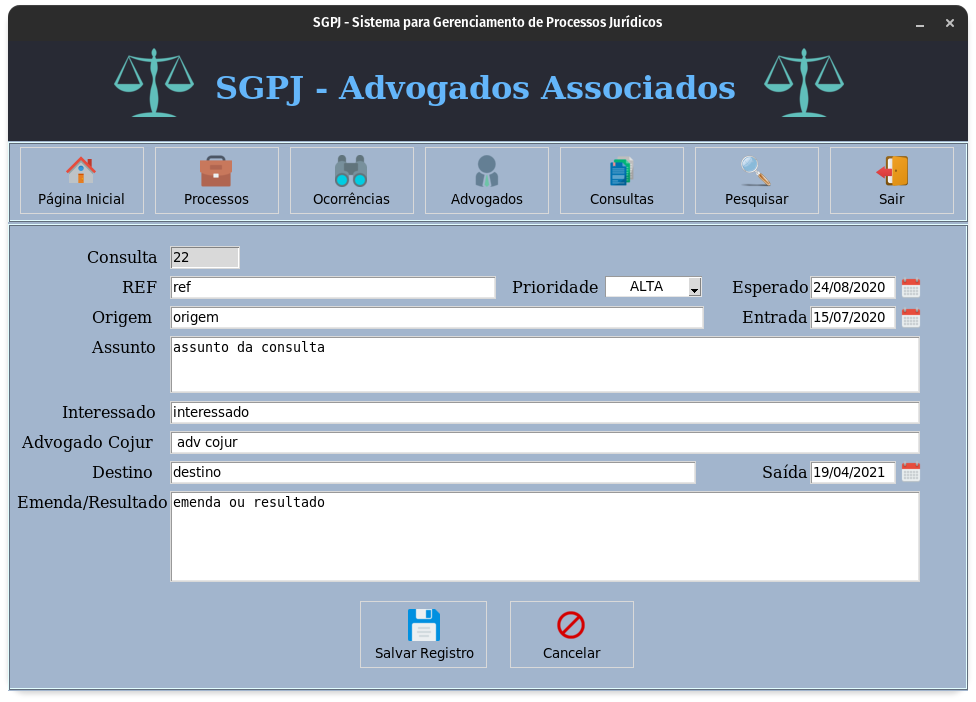 SGPJ - Sistema para Gerenciamento de Processos Jurídicos
SGPJ - Advogados Associados
Página Inicial Processos Ocorrências Advogados Consultas Pesquisar Sair
Consulta 22
REF ref Prioridade ALTA Esperado 24/08/2020
Origem origem Entrada 15/07/2020
Assunto assunto da consulta
Interessado interessado
Advogado Cojur adv cojur
Destino destino Saída 19/04/2021
Emenda/Resultado emenda ou resultado
Salvar Registro Cancelar